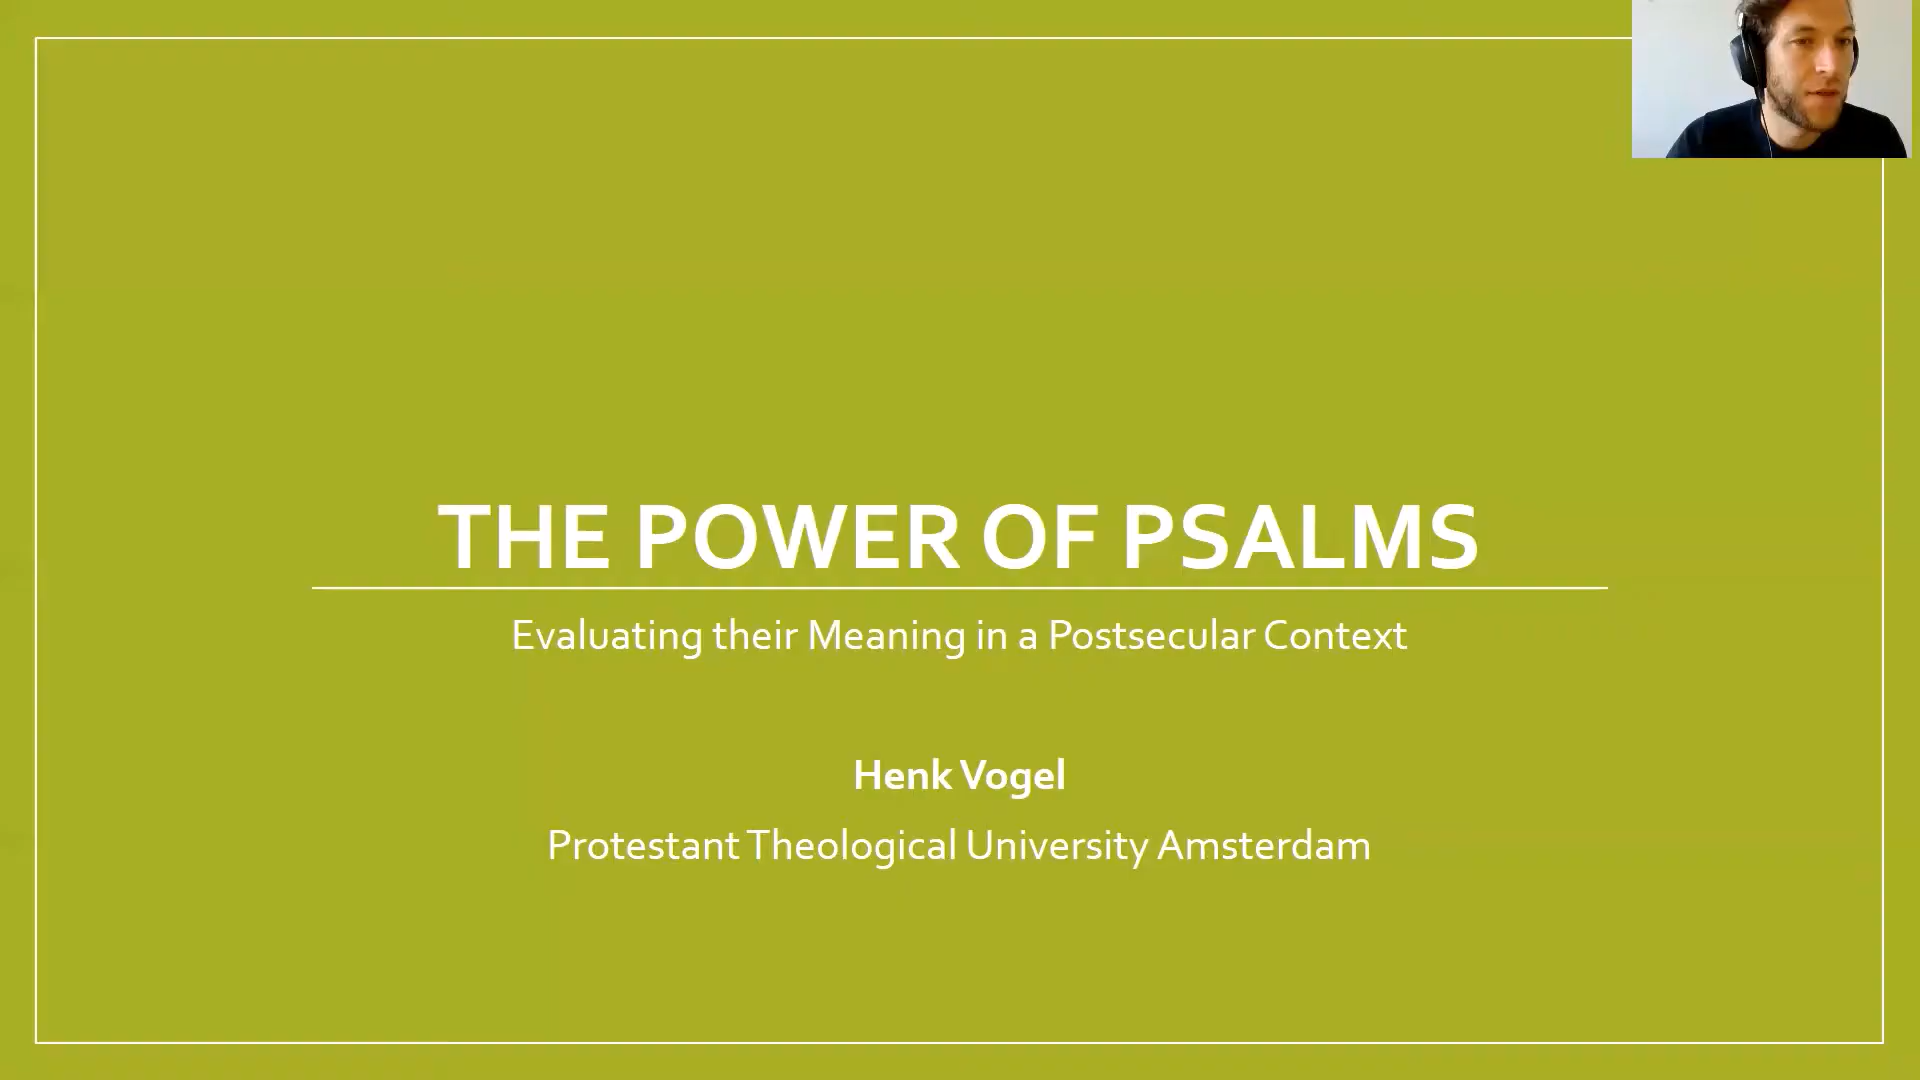 THE POWER OF PSALMS
Evaluating their Meaning in a Postsecular Context
Henk Vogel
Protestant Theological University Amsterdam